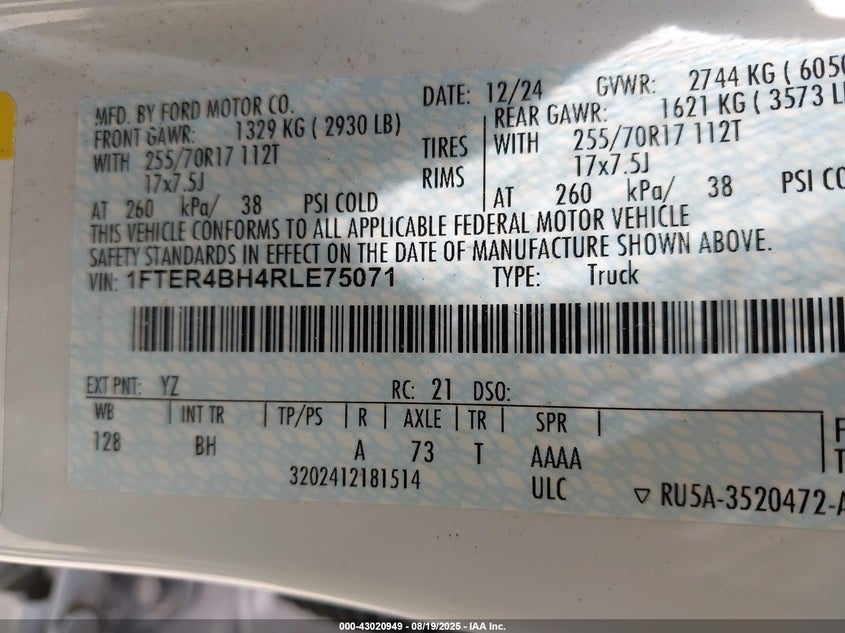 MFD. BY FORD MOTOR CO.
DATE: 12/24 GVWR: 2744 KG ( 6050
FRONT GAWR: 1329 KG ( 2930 LB) REAR GAWR: 1621 KG ( 3573 L
WITH 255/70R17 112T TIRES WITH 255/70R17 112T
17x7.5J RIMS 17x7.5J
AT 260 kPa/ 38 PSI COLD AT 260 kPa/ 38 PSI CO
THIS VEHICLE CONFORMS TO ALL APPLICABLE FEDERAL MOTOR VEHICLE
SAFETY STANDARDS IN EFFECT ON THE DATE OF MANUFACTURE SHOWN ABOVE.
VIN: 1FTER4BH4RLE75071 TYPE: Truck
EXT PNT: YZ RC: 21 DSO:
WB INT TR TP/PS R AXLE TR SPR
128 BH A 73 T AAAA
3202412181514 ULC
RU5A-3520472-A
000-43020949 - 08/19/2025 - IAA Inc.